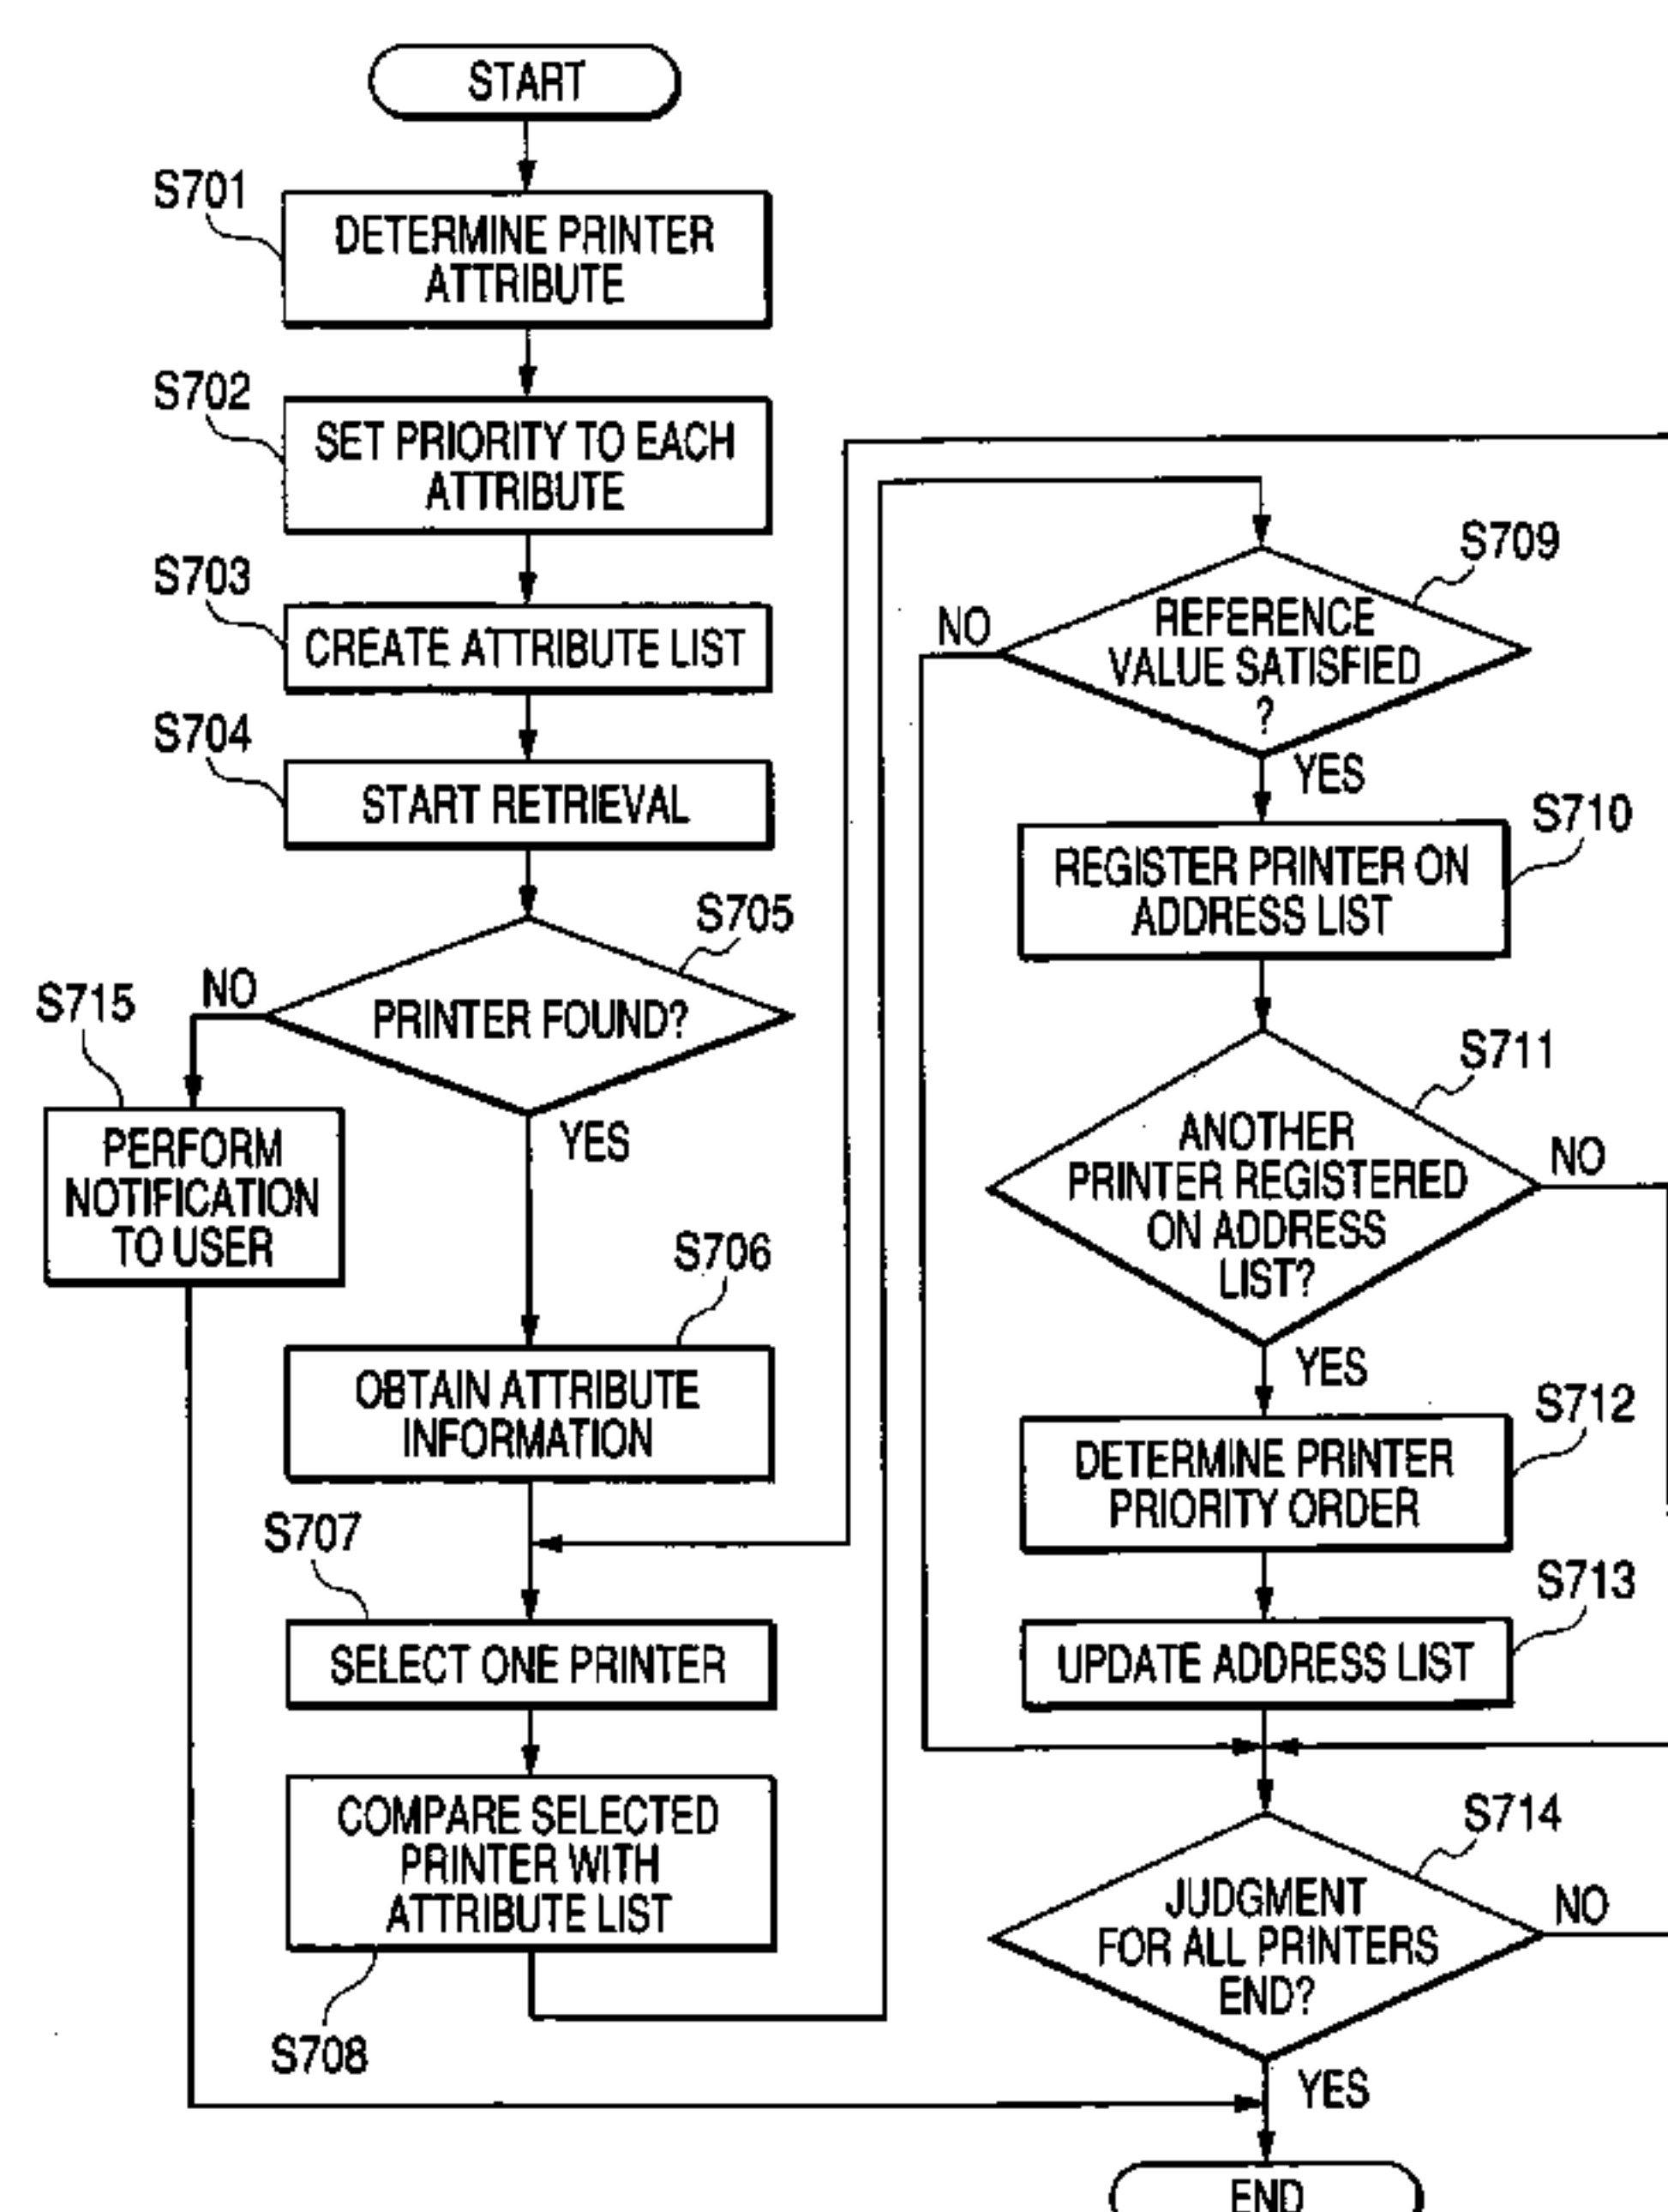 START
S701
DETERMINE PRINTER
ATTRIBUTE
S702
SET PRIORITY TO EACH
ATTRIBUTE
S703
CREATE ATTRIBUTE LIST
S704
START RETRIEVAL
S705
PRINTER FOUND?
NO
YES
S715
PERFORM
NOTIFICATION
TO USER
S706
OBTAIN ATTRIBUTE
INFORMATION
S707
SELECT ONE PRINTER
COMPARE SELECTED
PRINTER WITH
ATTRIBUTE LIST
S708
S709
REFERENCE
VALUE SATISFIED
?
NO
YES
S710
REGISTER PRINTER ON
ADDRESS LIST
S711
ANOTHER
PRINTER REGISTERED
ON ADDRESS
LIST?
NO
YES
S712
DETERMINE PRINTER
PRIORITY ORDER
S713
UPDATE ADDRESS LIST
S714
JUDGMENT
FOR ALL PRINTERS
END?
NO
YES
END